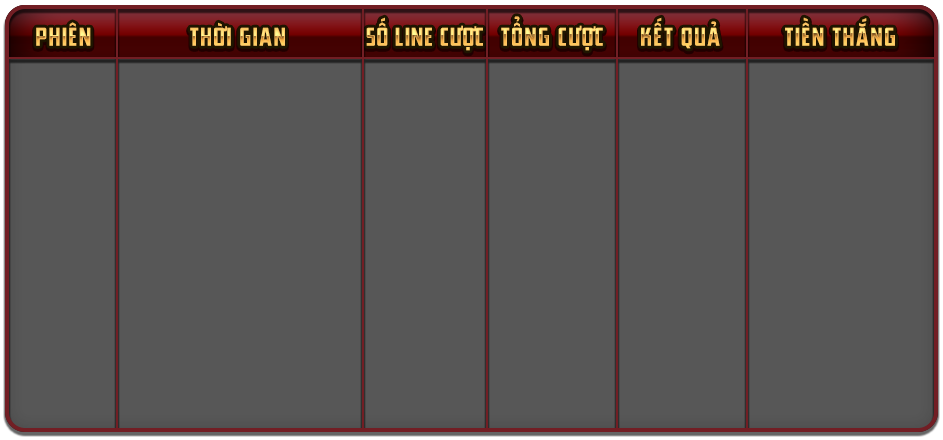 PHIÊN THỜI GIAN SỐ LINE CƯỢC TỔNG CƯỢC KẾT QUẢ TIỀN THẮNG